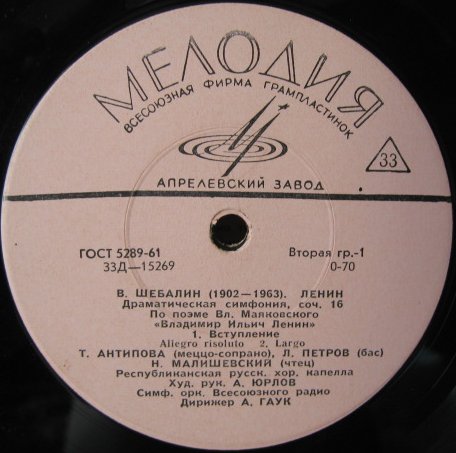 МЕЛОДИЯ
ВСЕСОЮЗНАЯ ФИРМА ГРАМПЛАСТИНОК
33
АПРЕЛЕВСКИЙ ЗАВОД
ГОСТ 5289-61 Вторая гр.-1
33Д—15269 0-70
В. ШЕБАЛИН (1902—1963). ЛЕНИН
Драматическая симфония, соч. 16
По поэме Вл. Маяковского
«Владимир Ильич Ленин»
1. Вступление
Allegro risoluto 2. Largo
Т. АНТИПОВА (меццо-сопрано), Л. ПЕТРОВ (бас)
Н. МАЛИШЕВСКИЙ (чтец)
Республиканская русск. хор. капелла
Худ. рук. А. ЮРЛОВ
Симф. орк. Всесоюзного радио
Дирижер А. ГАУК